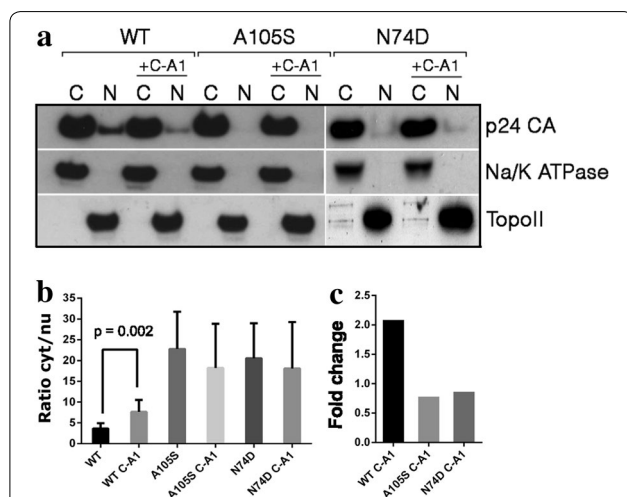 a
WT A105S N74D
+C-A1 +C-A1 +C-A1
C N C N C N C N C N C N
p24 CA
Na/K ATPase
TopoII
b
35
30
25
20
15
10
5
0
Ratio cyt/nu
p = 0.002
WT
WT C-A1
A105S
A105S C-A1
N74D
N74D C-A1
c
2.5
2.0
1.5
1.0
0.5
0.0
Fold change
WT C-A1
A105S C-A1
N74D C-A1